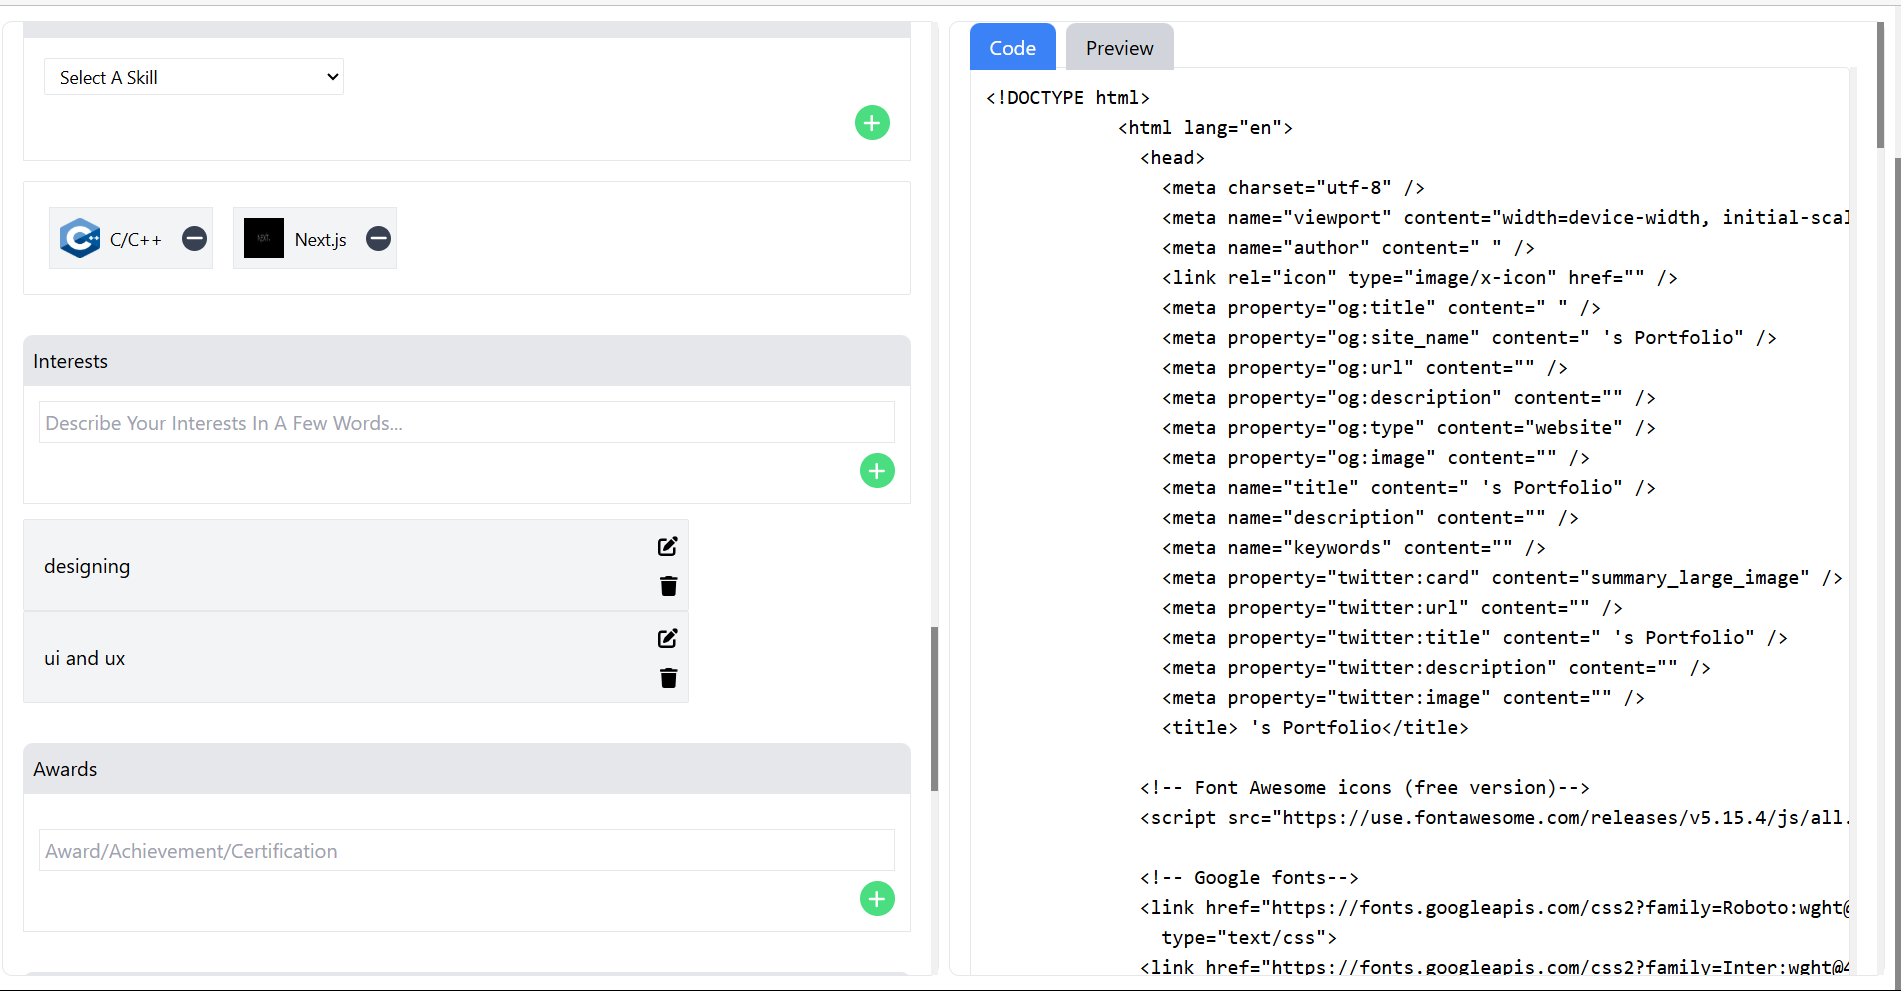 Select A Skill
C/C++
Next.js
Interests
Describe Your Interests In A Few Words...
designing
ui and ux
Awards
Award/Achievement/Certification
Code
Preview
<!DOCTYPE html>
<html lang="en">
<head>
<meta charset="utf-8" />
<meta name="viewport" content="width=device-width, initial-scal
<meta name="author" content=" " />
<link rel="icon" type="image/x-icon" href="" />
<meta property="og:title" content=" " />
<meta property="og:site_name" content=" 's Portfolio" />
<meta property="og:url" content="" />
<meta property="og:description" content="" />
<meta property="og:type" content="website" />
<meta property="og:image" content="" />
<meta name="title" content=" 's Portfolio" />
<meta name="description" content="" />
<meta name="keywords" content="" />
<meta property="twitter:card" content="summary_large_image" />
<meta property="twitter:url" content="" />
<meta property="twitter:title" content=" 's Portfolio" />
<meta property="twitter:description" content="" />
<meta property="twitter:image" content="" />
<title> 's Portfolio</title>
<!-- Font Awesome icons (free version)-->
<script src="https://use.fontawesome.com/releases/v5.15.4/js/all.
<!-- Google fonts-->
<link href="https://fonts.googleapis.com/css2?family=Roboto:wght@
type="text/css">
<link href="https://fonts.googleapis.com/css2?family=Inter:wght@4